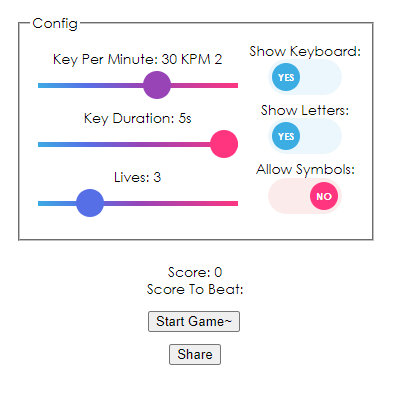 Config
Key Per Minute: 30 KPM 2
Show Keyboard:
YES
Key Duration: 5s
Show Letters:
YES
Lives: 3
Allow Symbols:
NO
Score: 0
Score To Beat:
Start Game~
Share